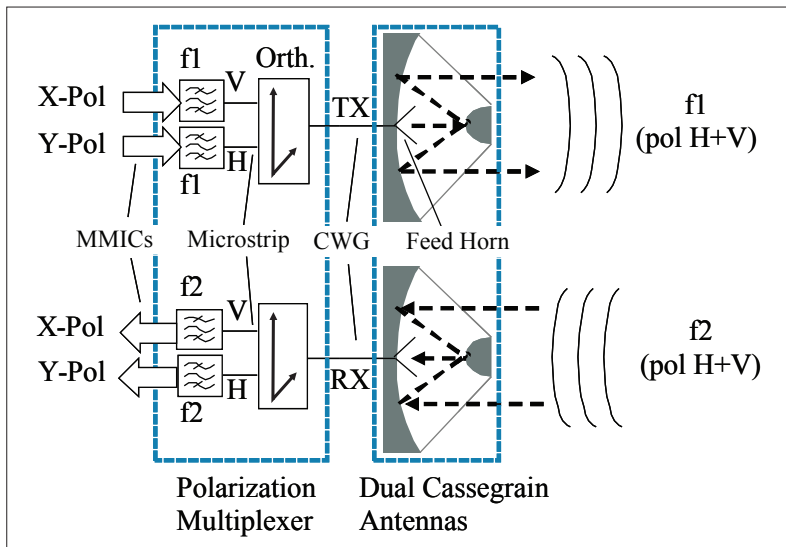 f1
Orth.
X-Pol
V
TX
f1
(pol H+V)
Y-Pol
H
f1
MMICs
Microstrip
CWG
Feed Horn
f2
X-Pol
V
f2
(pol H+V)
Y-Pol
H
RX
f2
Polarization
Multiplexer
Dual Cassegrain
Antennas